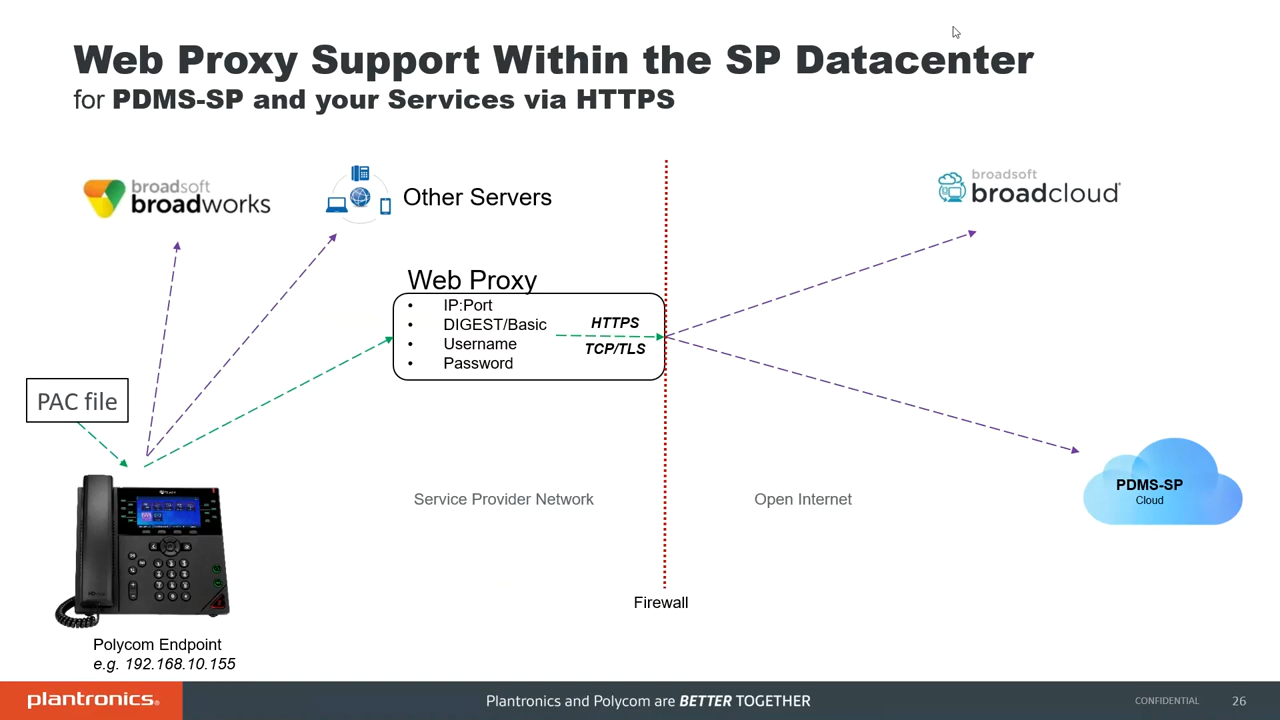 Web Proxy Support Within the SP Datacenter
for PDMS-SP and your Services via HTTPS
broadsoft
broadworks
Other Servers
broadsoft
broadcloud®
Web Proxy
• IP:Port
• DIGEST/Basic
• Username
• Password
HTTPS
TCP/TLS
PAC file
Service Provider Network
Open Internet
PDMS-SP
Cloud
Firewall
Polycom Endpoint
e.g. 192.168.10.155
plantronics®
Plantronics and Polycom are BETTER TOGETHER
CONFIDENTIAL
26